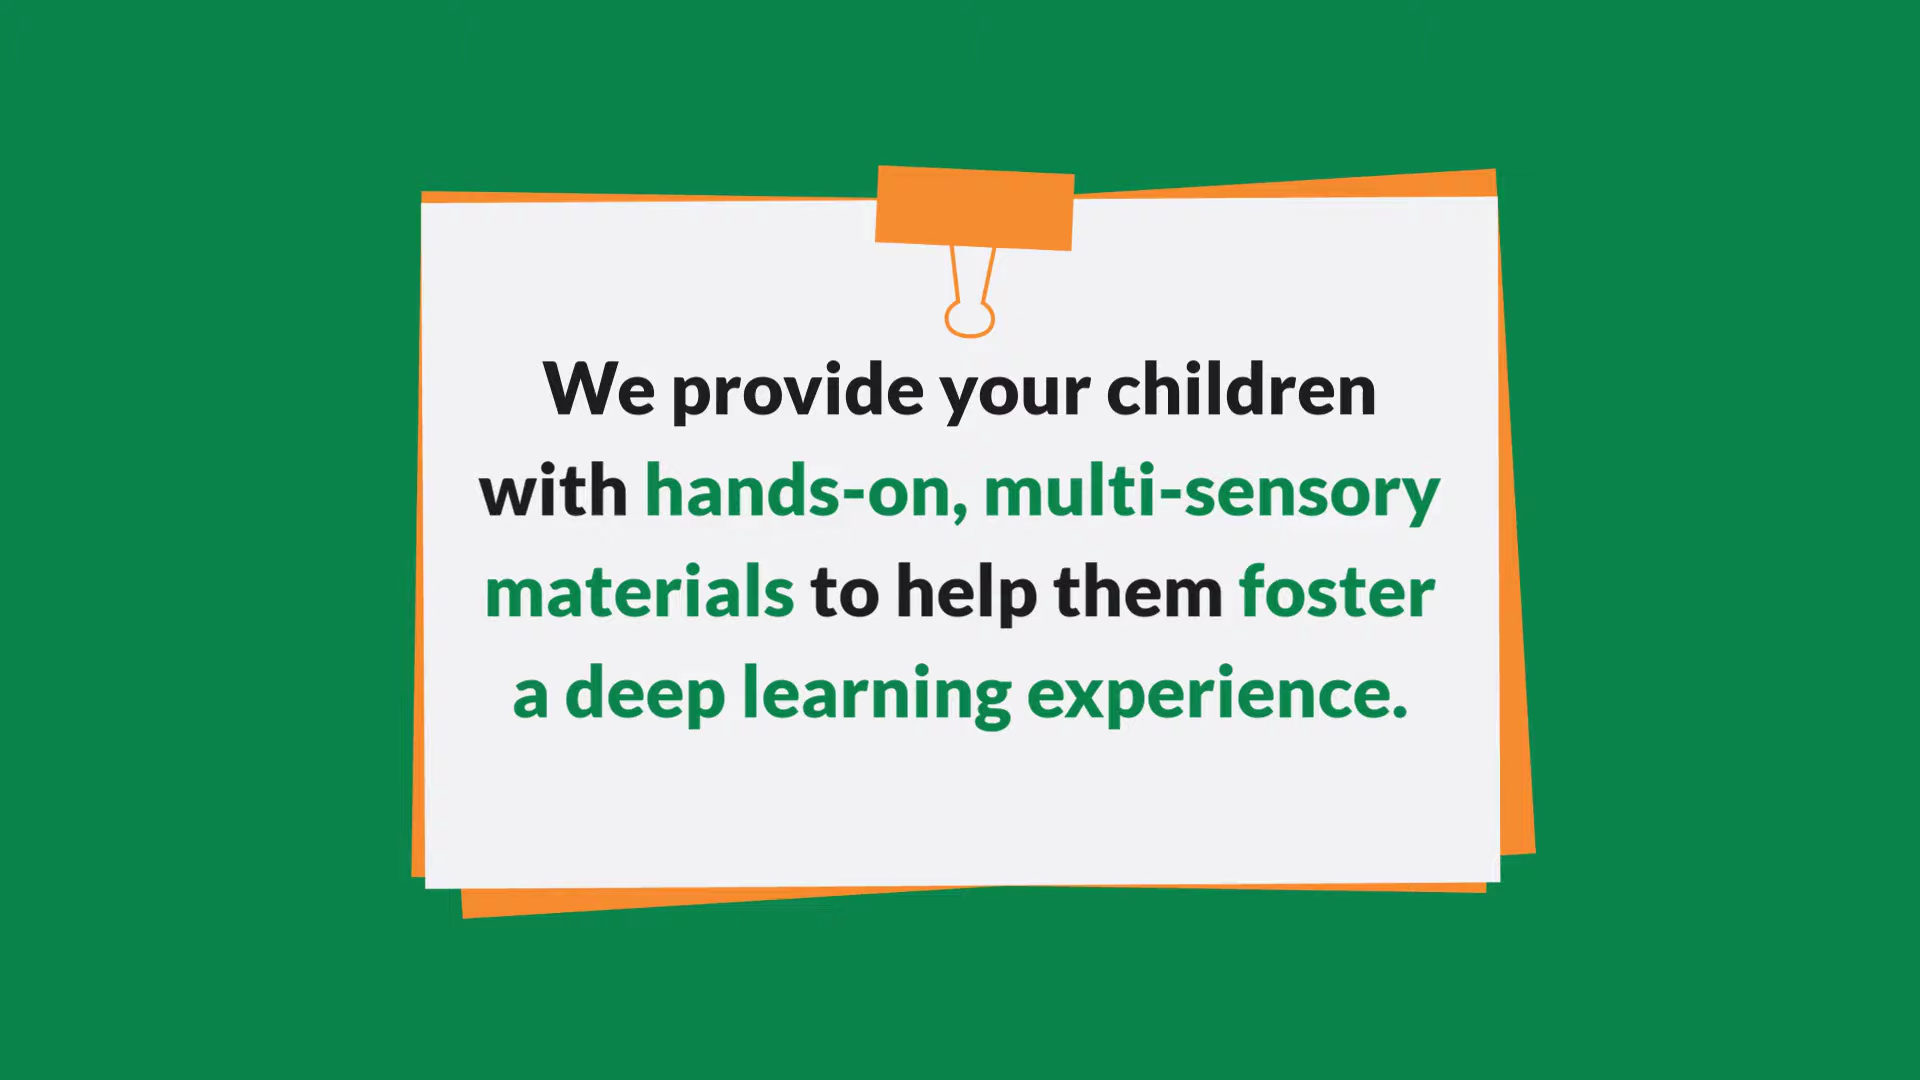 We provide your children
with hands-on, multi-sensory
materials to help them foster
a deep learning experience.